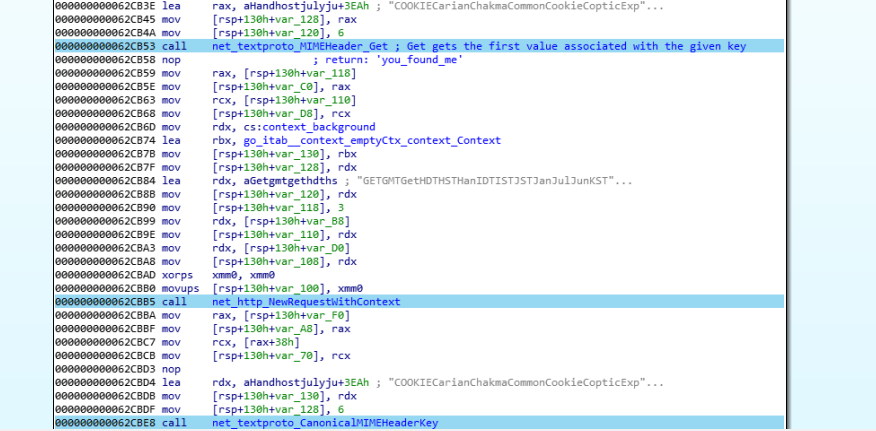 000000000062CB3E lea     rax, aHandhostjulyju+3EAh ; "COOKIECarianChakmaCommonCookieCopticExp"...
000000000062CB45 mov     [rsp+130h+var_128], rax
000000000062CB4A mov     [rsp+130h+var_120], 6
000000000062CB53 call    net_textproto_MIMEHeader_Get ; Get gets the first value associated with the given key
000000000062CB58 nop                     ; return: 'you_found_me'
000000000062CB59 mov     rax, [rsp+130h+var_118]
000000000062CB5E mov     [rsp+130h+var_C0], rax
000000000062CB63 mov     rcx, [rsp+130h+var_110]
000000000062CB68 mov     [rsp+130h+var_D8], rcx
000000000062CB6D mov     rdx, cs:context_background
000000000062CB74 lea     rbx, go_itab__context_emptyCtx_context_Context
000000000062CB7B mov     [rsp+130h+var_130], rbx
000000000062CB7F mov     [rsp+130h+var_128], rdx
000000000062CB84 lea     rdx, aGetgmtgethdths ; "GETGMTGetHDTHSTHanIDTISTJSTJanJulJunKST"...
000000000062CB8B mov     [rsp+130h+var_120], rdx
000000000062CB90 mov     [rsp+130h+var_118], 3
000000000062CB99 mov     rdx, [rsp+130h+var_B8]
000000000062CB9E mov     [rsp+130h+var_110], rdx
000000000062CBA3 mov     rdx, [rsp+130h+var_D0]
000000000062CBA8 mov     [rsp+130h+var_108], rdx
000000000062CBAD xorps   xmm0, xmm0
000000000062CBB0 movups  [rsp+130h+var_100], xmm0
000000000062CBB5 call    net_http_NewRequestWithContext
000000000062CBBA mov     rax, [rsp+130h+var_F0]
000000000062CBBF mov     [rsp+130h+var_A8], rax
000000000062CBC7 mov     rcx, [rax+38h]
000000000062CBCB mov     [rsp+130h+var_70], rcx
000000000062CBD3 nop
000000000062CBD4 lea     rdx, aHandhostjulyju+3EAh ; "COOKIECarianChakmaCommonCookieCopticExp"...
000000000062CBDB mov     [rsp+130h+var_130], rdx
000000000062CBDF mov     [rsp+130h+var_128], 6
000000000062CBE8 call    net_textproto_CanonicalMIMEHeaderKey